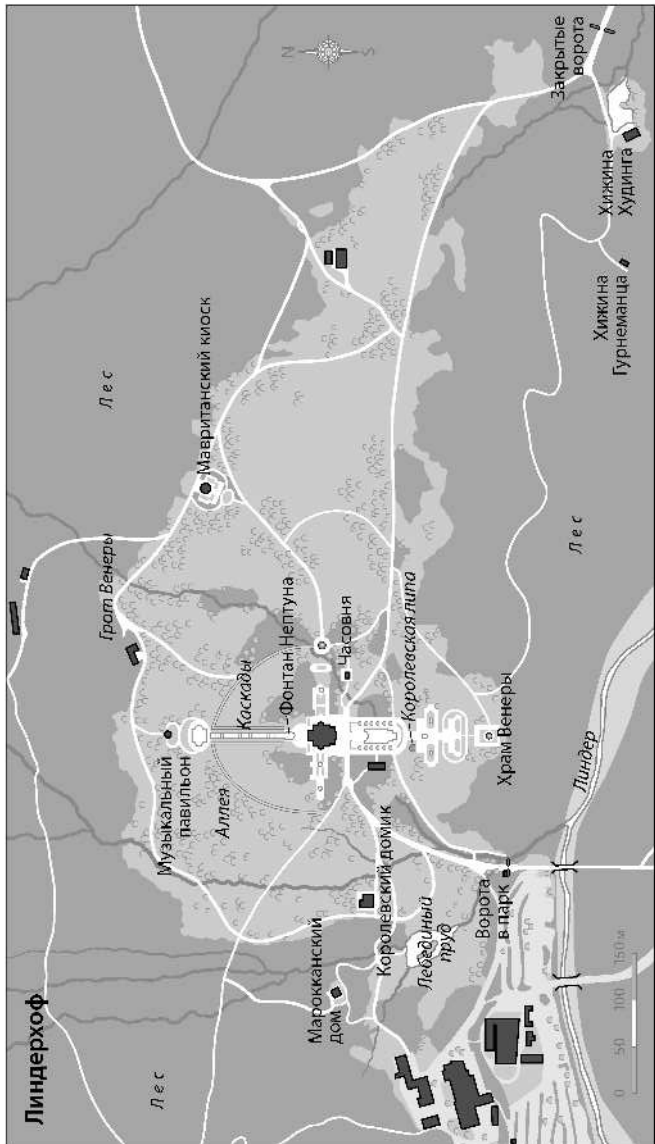 Линдерхоф
Лес
Лес
Грот Венеры
Мавританский киоск
Музыкальный
павильон
Каскады
Аллея
Фонтан Нептуна
Часовня
Королевская липа
Храм Венеры
Марокканский
дом
Королевский домик
Лебединый
пруд
Ворота
в парк
Линдер
Лес
Закрытые
ворота
Хижина
Худинга
Хижина
Гурнеманца
N
S
0 50 100 150 м